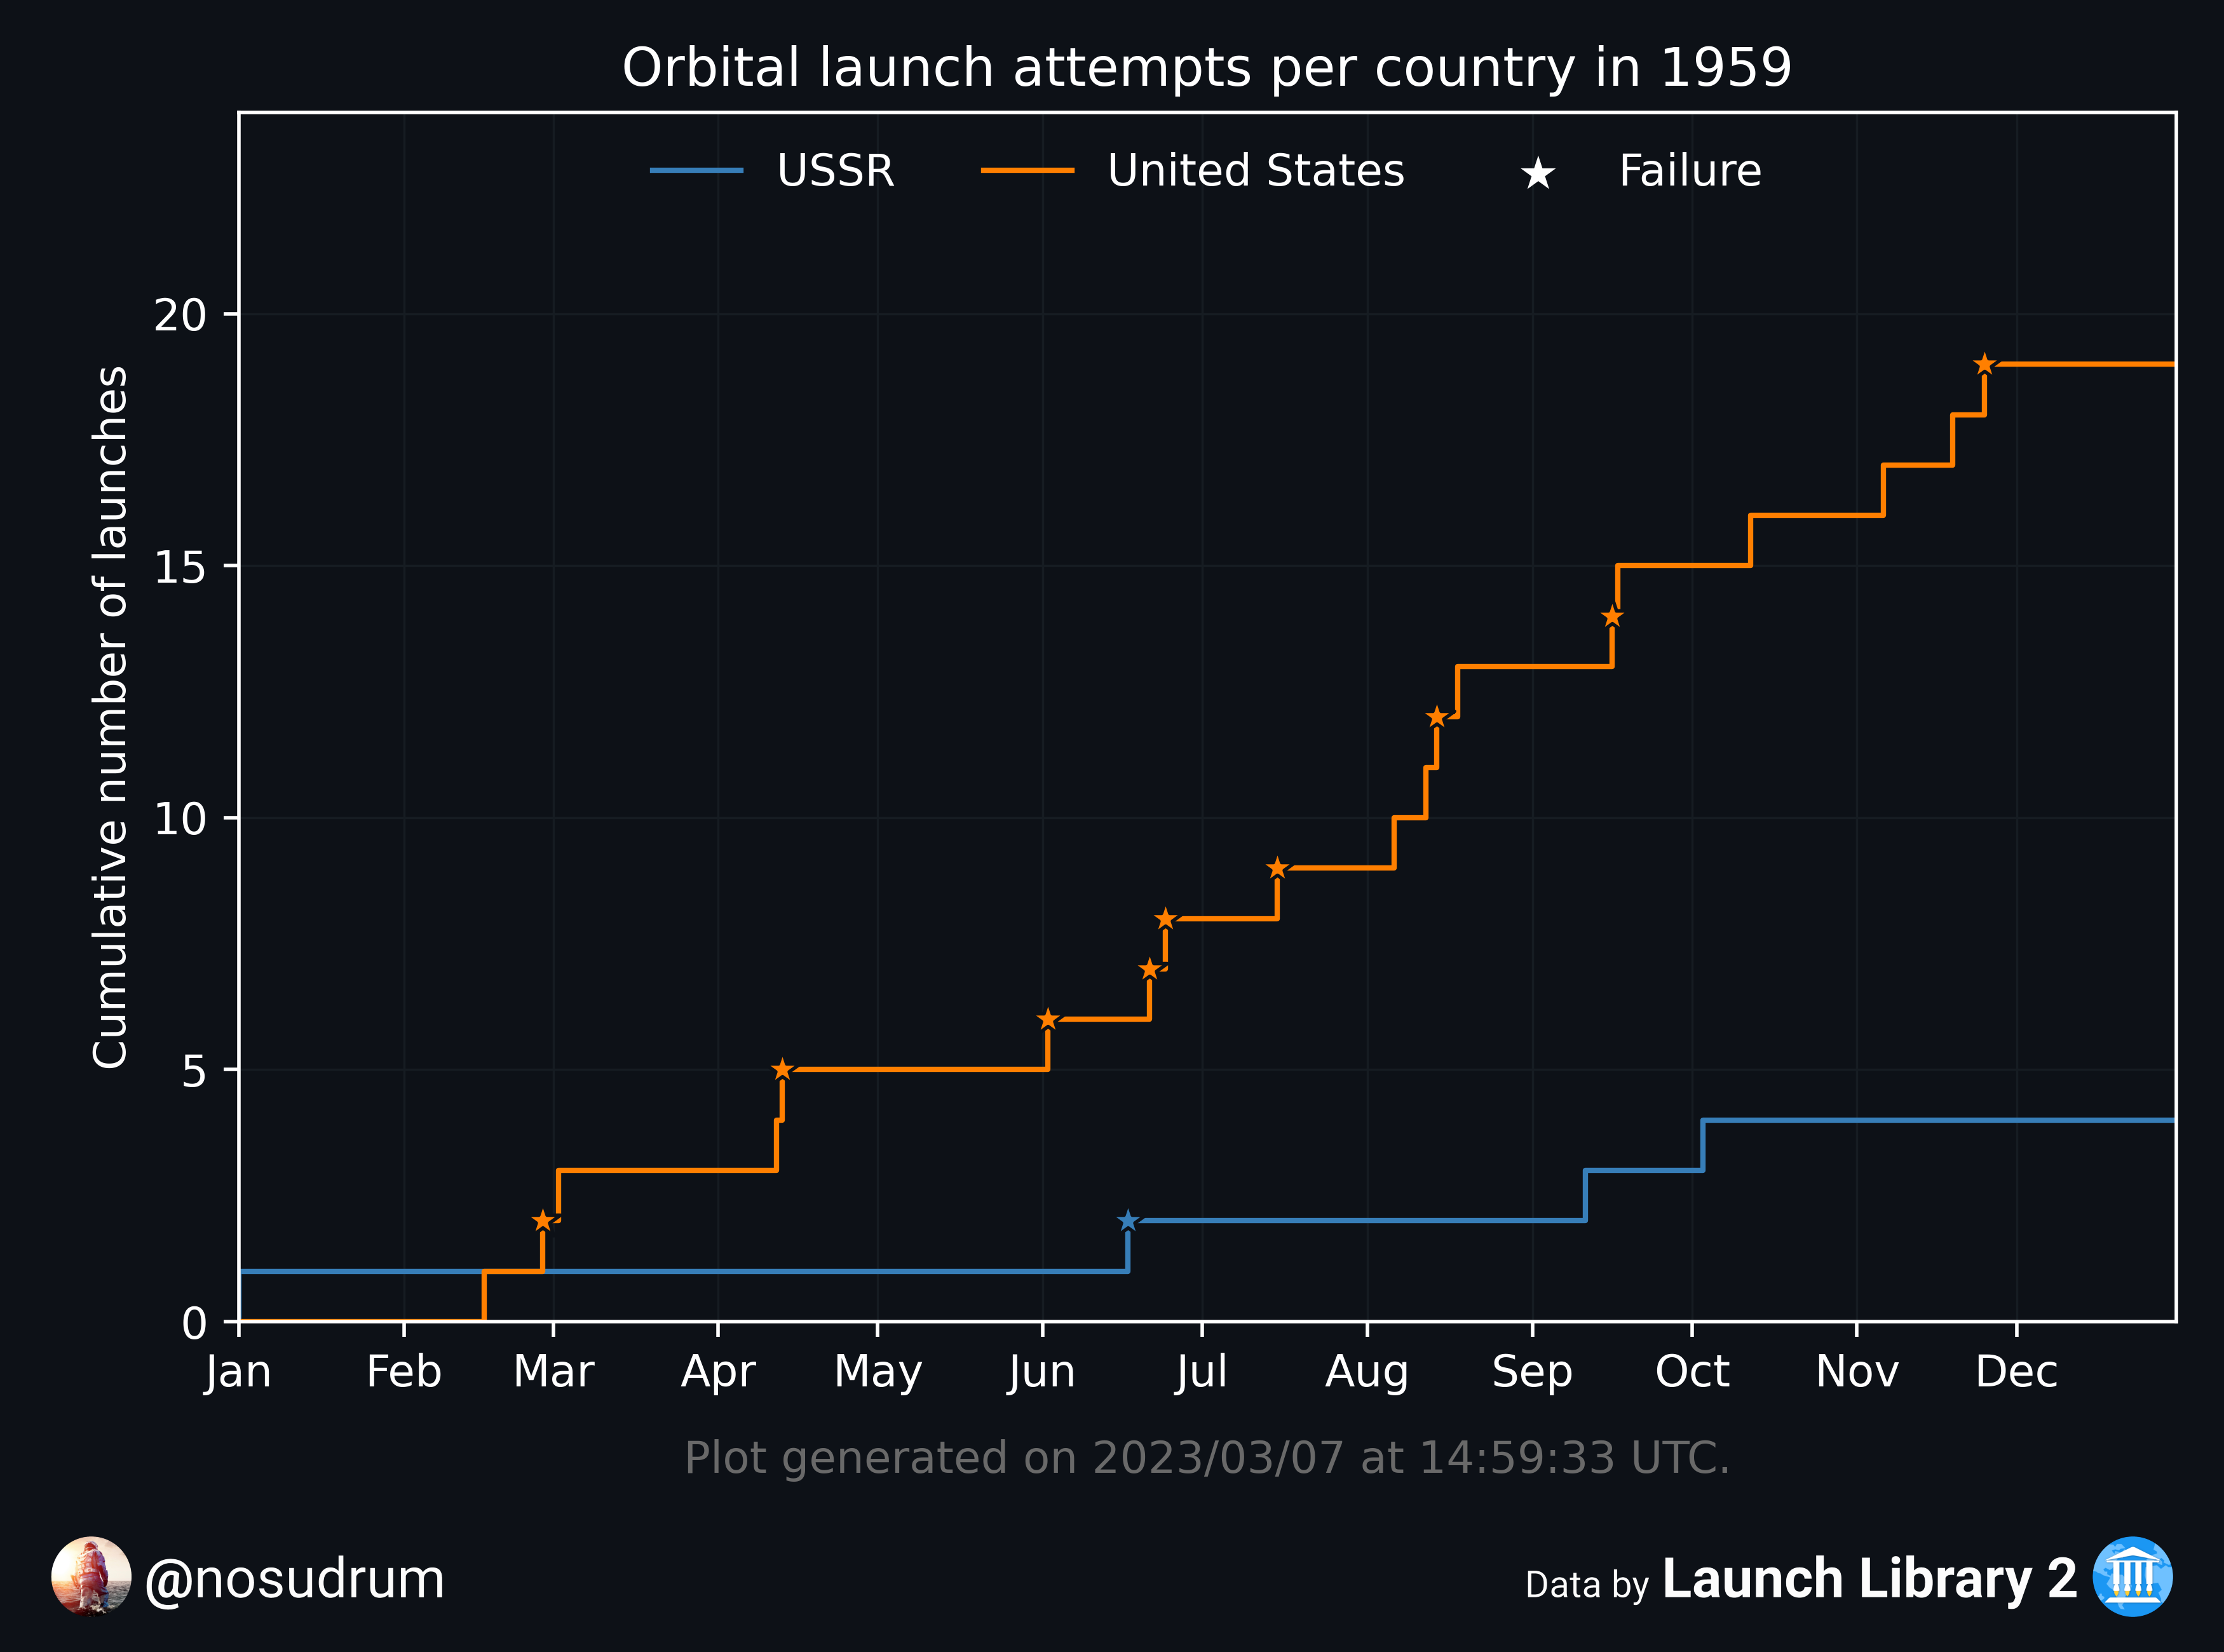 Orbital launch attempts per country in 1959
USSR United States Failure
Cumulative number of launches
20
15
10
5
0
Jan Feb Mar Apr May Jun Jul Aug Sep Oct Nov Dec
Plot generated on 2023/03/07 at 14:59:33 UTC.
@nosudrum
Data by Launch Library 2